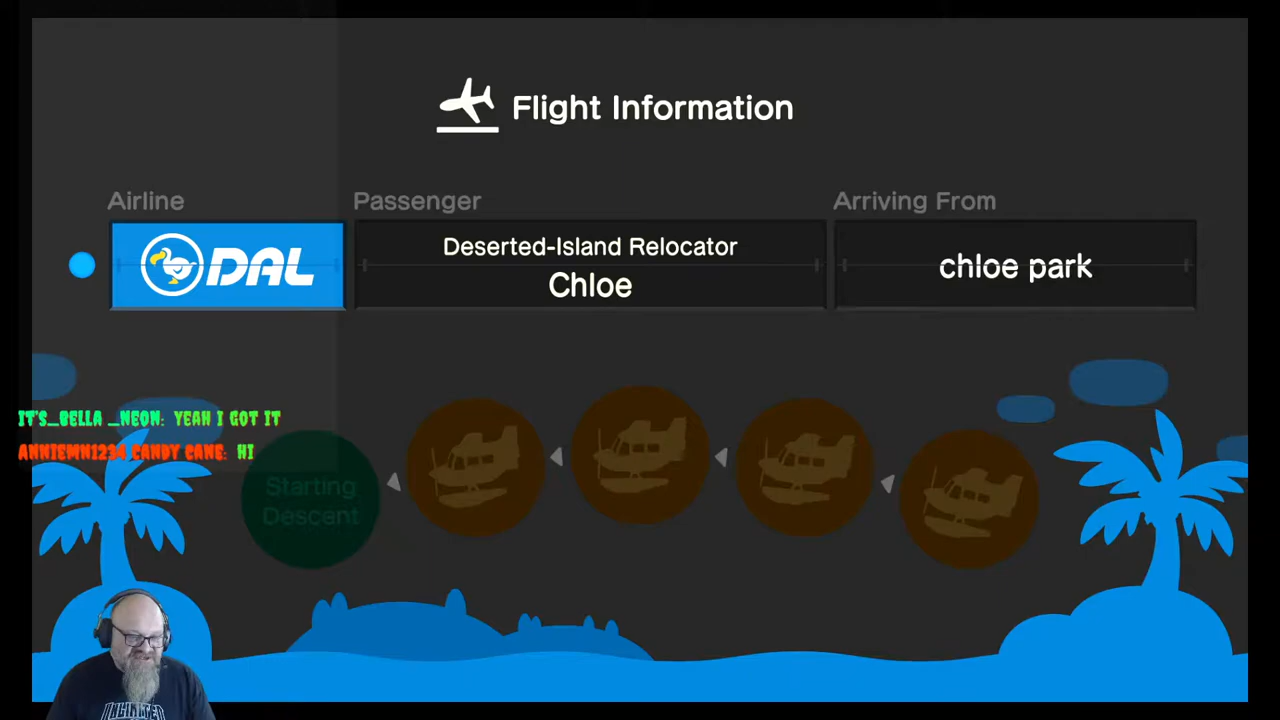 Flight Information
Airline
Passenger
Arriving From
DAL
Deserted-Island Relocator
Chloe
chloe park
IT'S_BELLA _NEON: YEAH I GOT IT
ANNIEMN1234 CANDY CANE: HI
Starting
Descent
UNLIMITED